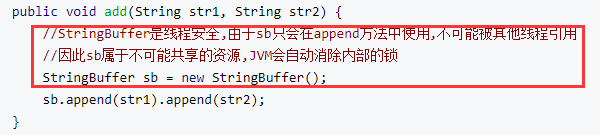 public void add(String str1, String str2) {
//StringBuffer是线程安全,由于sb只会在append方法中使用,不可能被其他线程引用
//因此sb属于不可能共享的资源,JVM会自动消除内部的锁
StringBuffer sb = new StringBuffer();
sb.append(str1).append(str2);
}